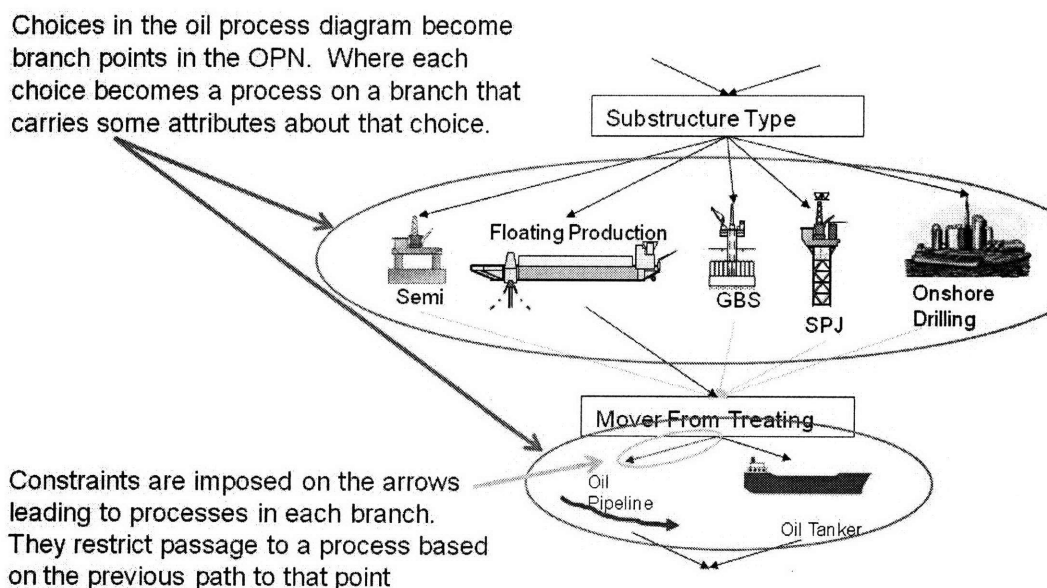 Choices in the oil process diagram become
branch points in the OPN. Where each
choice becomes a process on a branch that
carries some attributes about that choice.
Substructure Type
Floating Production
Semi
GBS
SPJ
Onshore
Drilling
Mover From Treating
Oil
Pipeline
Oil Tanker
Constraints are imposed on the arrows
leading to processes in each branch.
They restrict passage to a process based
on the previous path to that point